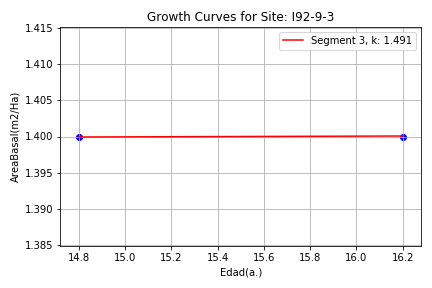 Growth Curves for Site: I92-9-3
Segment 3, k: 1.491
AreaBasal(m2/Ha)
1.415
1.410
1.405
1.400
1.395
1.390
1.385
14.8 15.0 15.2 15.4 15.6 15.8 16.0 16.2
Edad(a.)